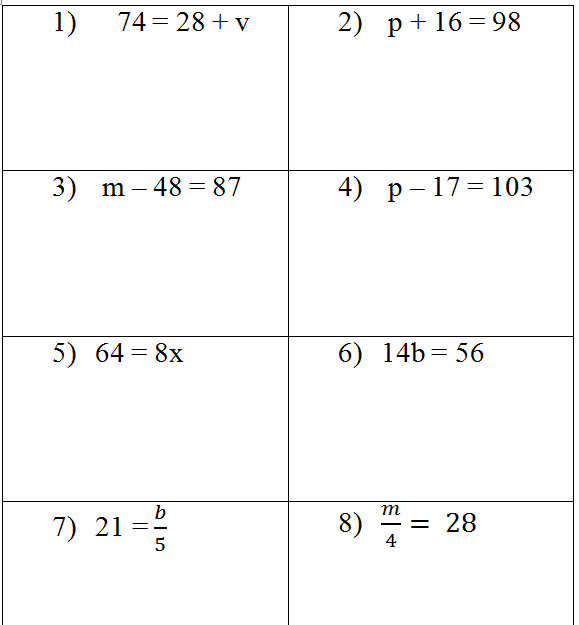 1) 74 = 28 + v
2) p + 16 = 98
3) m – 48 = 87
4) p – 17 = 103
5) 64 = 8x
6) 14b = 56
7) 21 = b/5
8) m/4 = 28